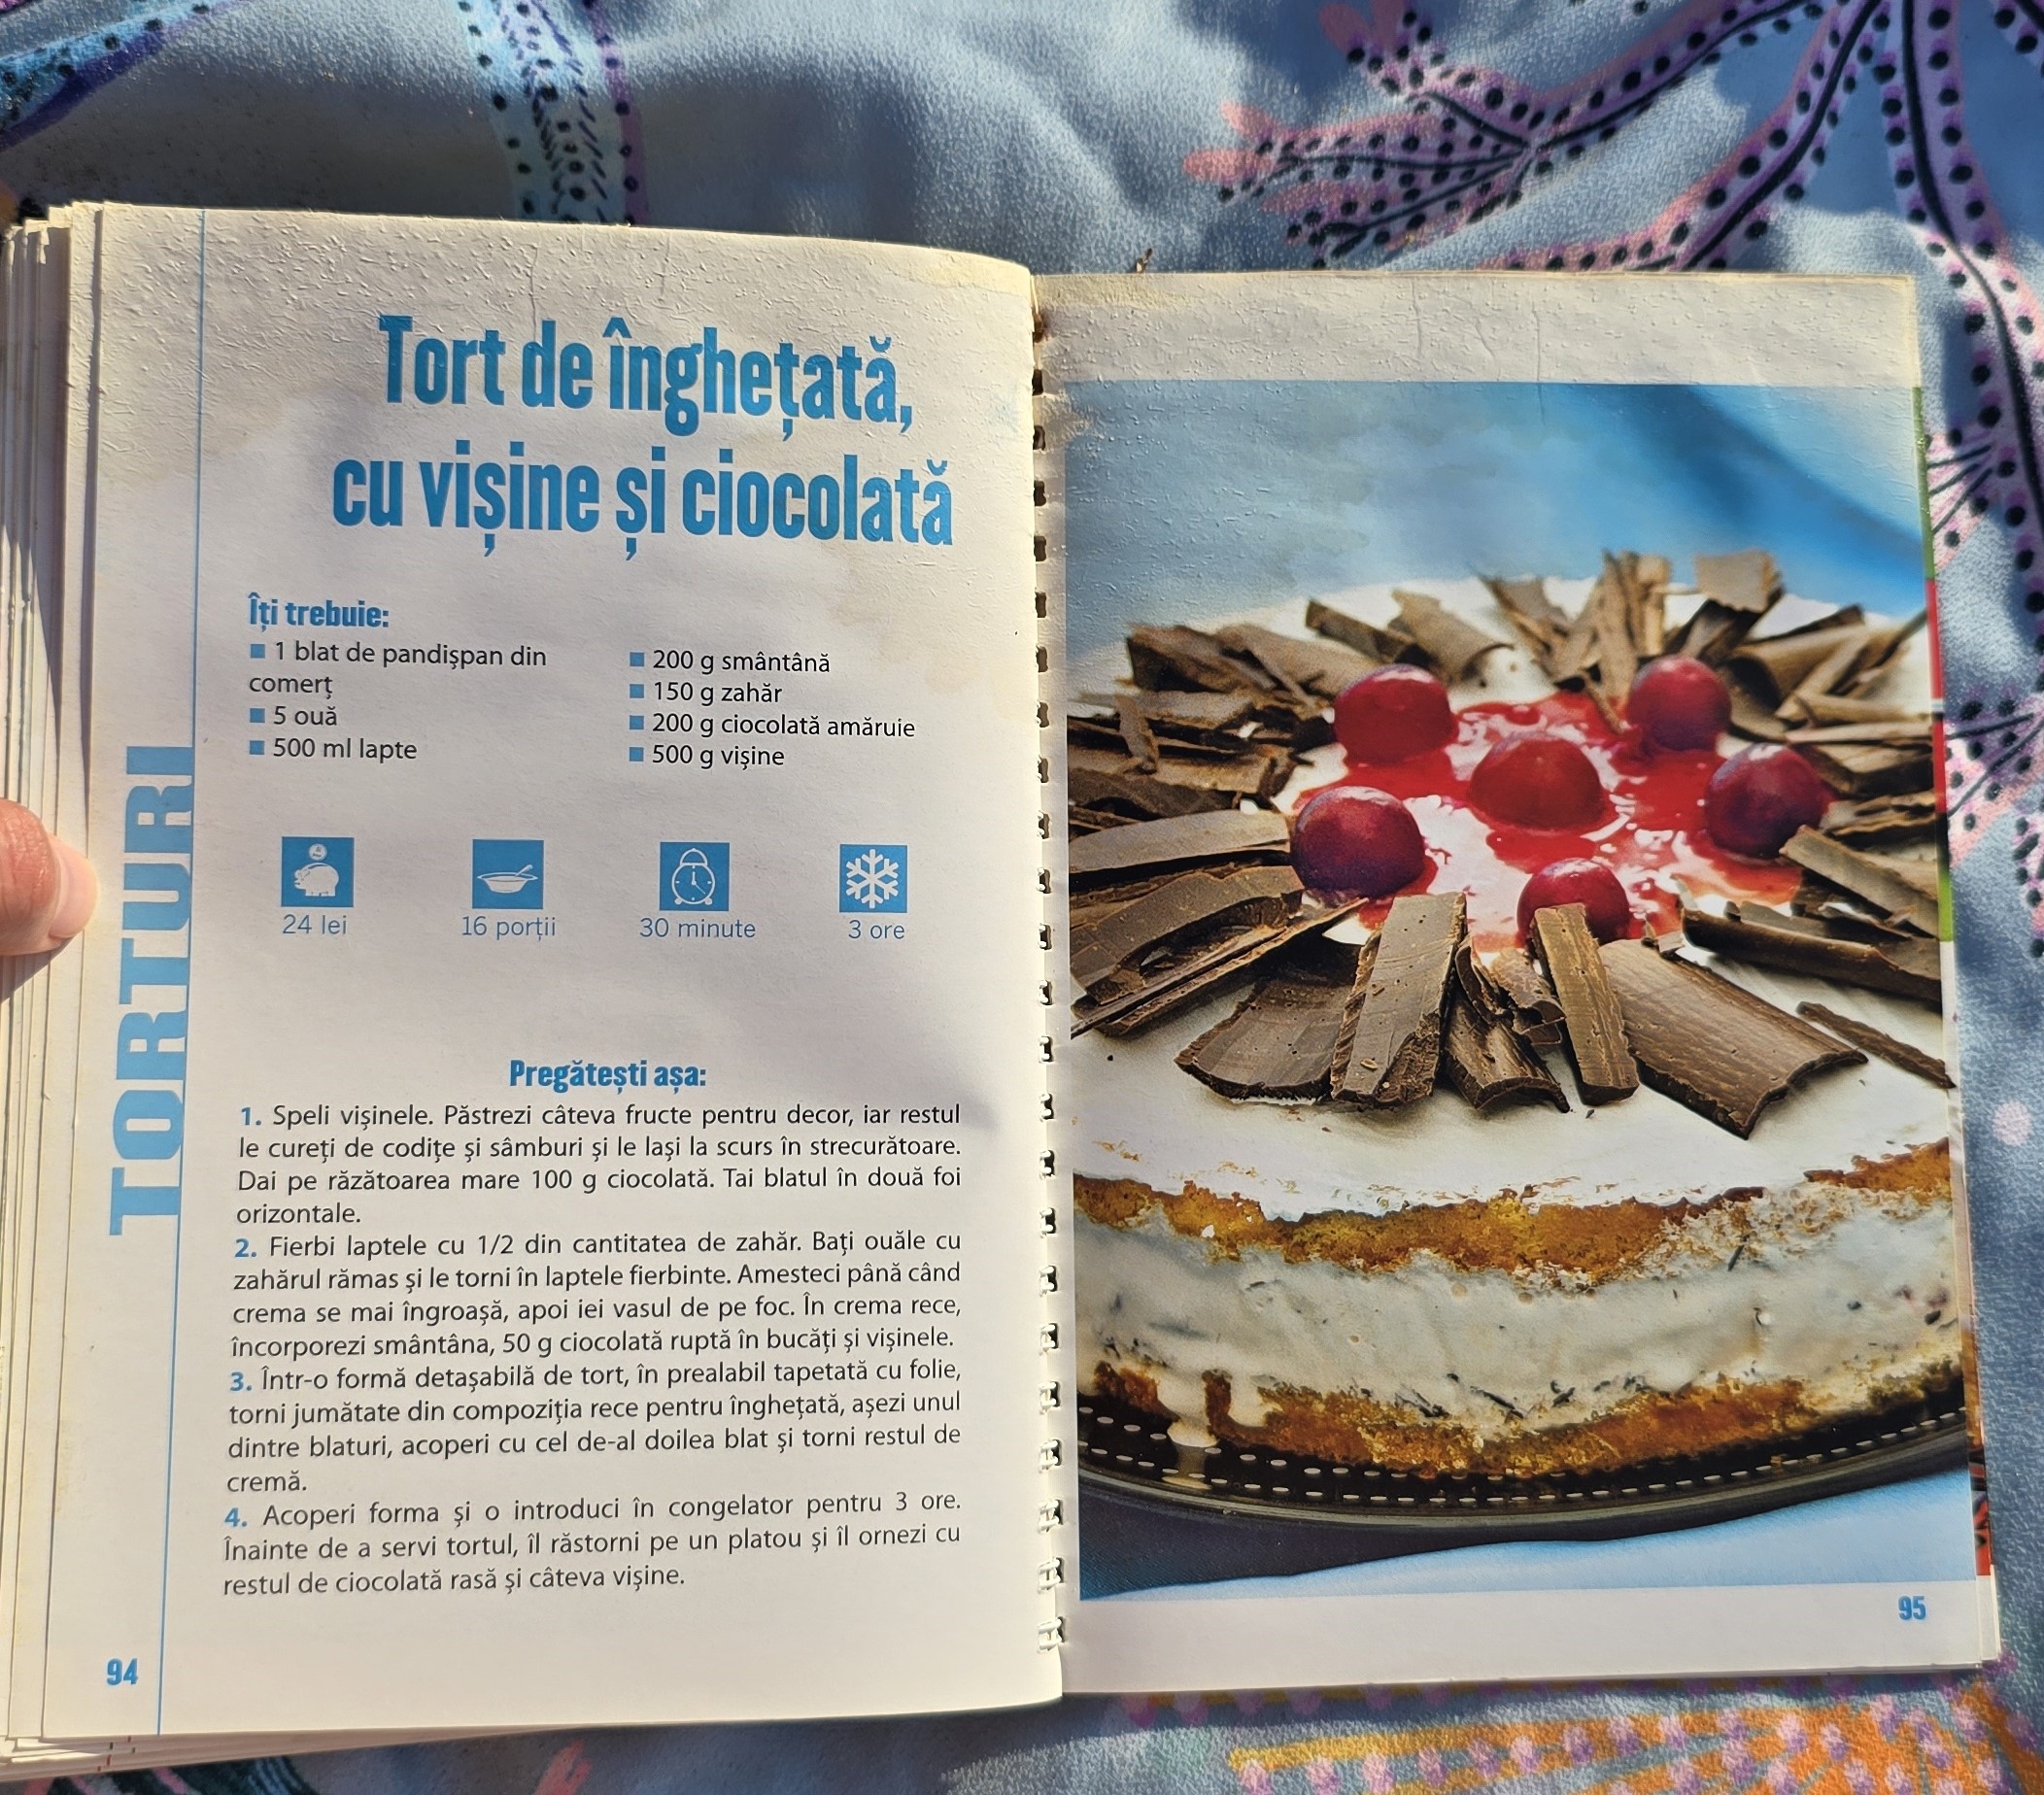 Tort de înghețată,
cu vișine și ciocolată
Îți trebuie:
1 blat de pandișpan din
comerț
5 ouă
500 ml lapte
200 g smântână
150 g zahăr
200 g ciocolată amăruie
500 g vișine
24 lei
16 porții
30 minute
3 ore
TORTURI
Pregătești așa:
1. Speli vișinele. Păstrezi câteva fructe pentru decor, iar restul
le cureți de codițe și sâmburi și le lași la scurs în strecurătoare.
Dai pe răzătoarea mare 100 g ciocolată. Tai blatul în două foi
orizontale.
2. Fierbi laptele cu 1/2 din cantitatea de zahăr. Bați ouăle cu
zahărul rămas și le torni în laptele fierbinte. Amesteci până când
crema se mai îngroașă, apoi iei vasul de pe foc. În crema rece,
încorporezi smântâna, 50 g ciocolată ruptă în bucăți și vișinele.
3. Într-o formă detașabilă de tort, în prealabil tapetată cu folie,
torni jumătate din compoziția rece pentru înghețată, așezi unul
dintre blaturi, acoperi cu cel de-al doilea blat și torni restul de
cremă.
4. Acoperi forma și o introduci în congelator pentru 3 ore.
Înainte de a servi tortul, îl răstorni pe un platou și îl ornezi cu
restul de ciocolată rasă și câteva vișine.
94
95